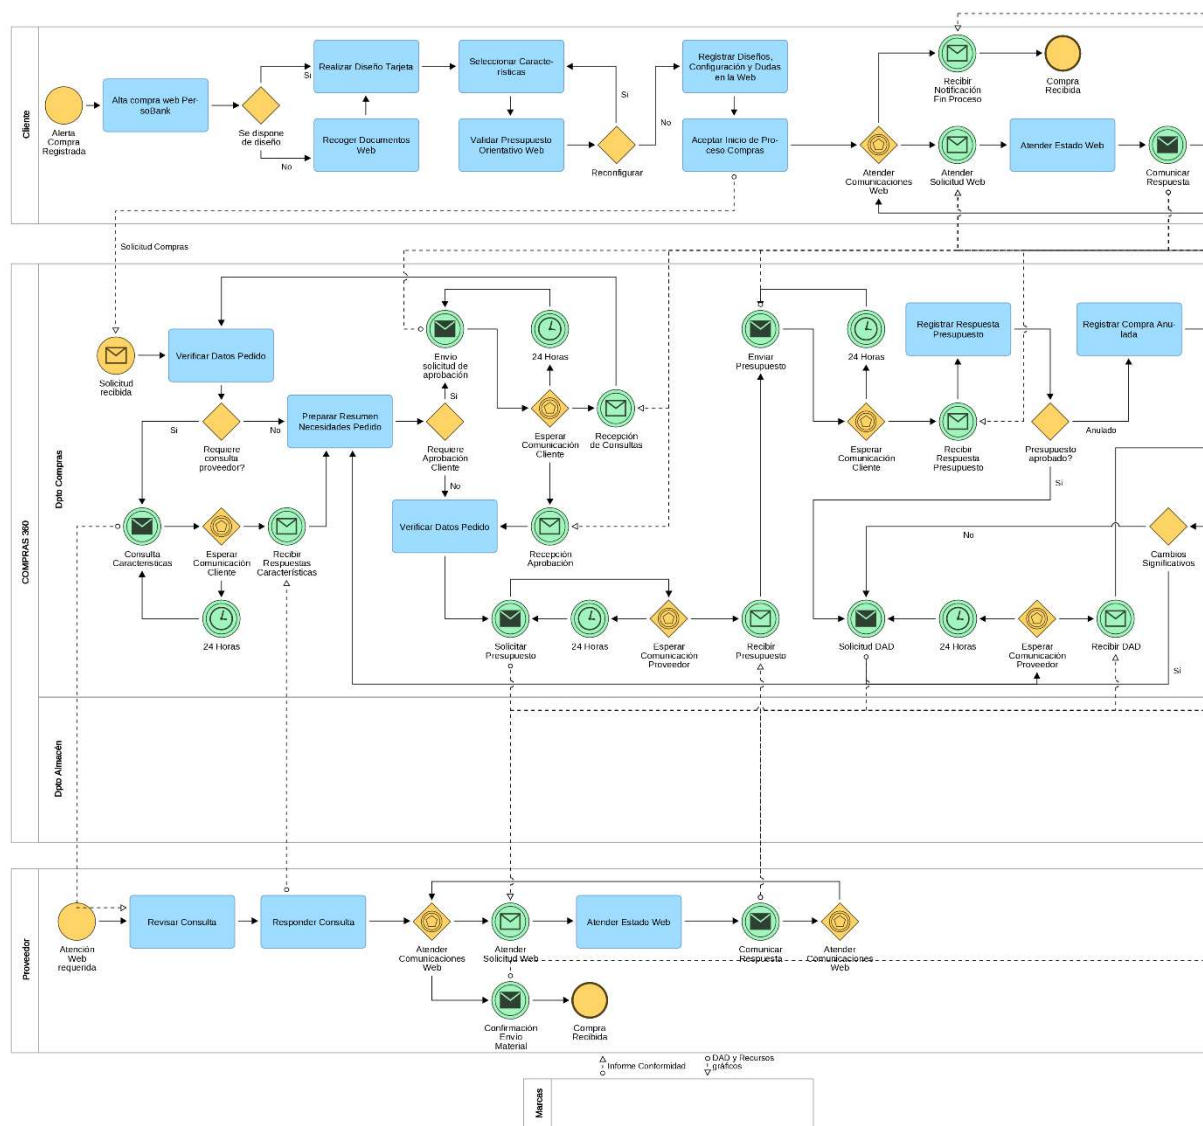 Cliente
Alerta
Compra
Registrada
Alta compra web Per-
soBank
Se dispone
de diseño
Si
No
Realizar Diseño Tarjeta
Recoger Documentos
Web
Seleccionar Caracte-
rísticas
Validar Presupuesto
Orientativo Web
Reconfigurar
Si
No
Registrar Diseños,
Configuración y Dudas
en la Web
Aceptar Inicio de Pro-
ceso Compras
Atender
Comunicaciones
Web
Recibir
Notificación
Fin Proceso
Compra
Recibida
Atender
Solicitud Web
Atender Estado Web
Comunicar
Respuesta
Solicitud Compras
COMPRAS 360
Dpto Compras
Solicitud
recibida
Verificar Datos Pedido
Requiere
consulta
proveedor?
Si
No
Preparar Resumen
Necesidades Pedido
Consulta
Características
Esperar
Comunicación
Cliente
Recibir
Respuestas
Características
24 Horas
Envío
solicitud de
aprobación
Si
Requiere
Aprobación
Cliente
No
24 Horas
Esperar
Comunicación
Cliente
Recepción
de Consultas
Verificar Datos Pedido
Recepción
Aprobación
Solicitar
Presupuesto
24 Horas
Esperar
Comunicación
Proveedor
Recibir
Presupuesto
Enviar
Presupuesto
24 Horas
Esperar
Comunicación
Cliente
Registrar Respuesta
Presupuesto
Recibir
Respuesta
Presupuesto
Presupuesto
aprobado?
Anulado
Si
Registrar Compra Anu-
lada
No
Cambios
Significativos
Si
Solicitud DAD
24 Horas
Esperar
Comunicación
Proveedor
Recibir DAD
Dpto Almacén
Proveedor
Atención
Web
requerida
Revisar Consulta
Responder Consulta
Atender
Comunicaciones
Web
Atender
Solicitud Web
Atender Estado Web
Comunicar
Respuesta
Atender
Comunicaciones
Web
Confirmación
Envío
Material
Compra
Recibida
Informe Conformidad
DAD y Recursos
gráficos
Marcas